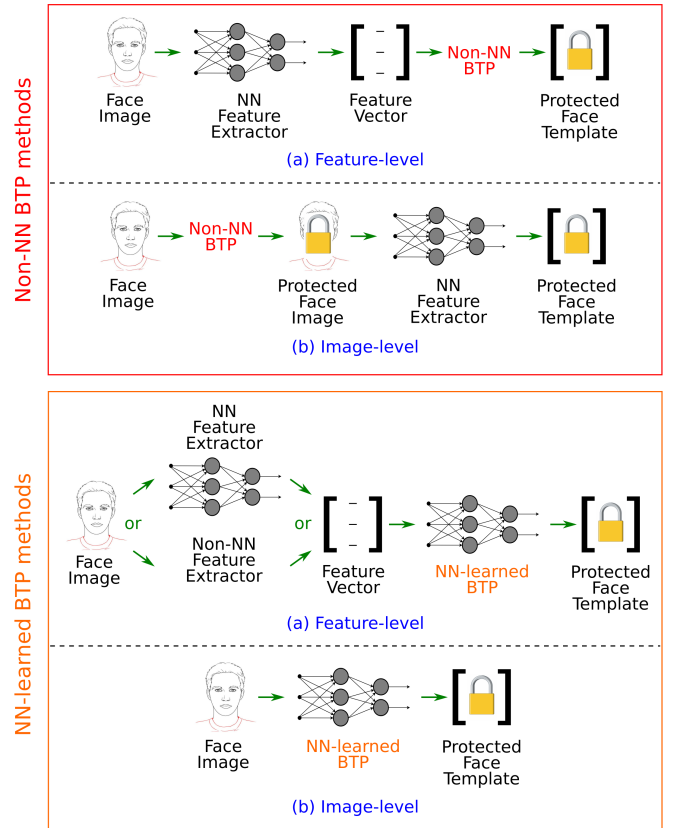 Non-NN BTP methods
Face
Image
NN
Feature
Extractor
Feature
Vector
Non-NN
BTP
Protected
Face
Template
(a) Feature-level
Face
Image
Non-NN
BTP
Protected
Face
Image
NN
Feature
Extractor
Protected
Face
Template
(b) Image-level
NN-learned BTP methods
Face
Image
NN
Feature
Extractor
or
Non-NN
Feature
Extractor
or
Feature
Vector
NN-learned
BTP
Protected
Face
Template
(a) Feature-level
Face
Image
NN-learned
BTP
Protected
Face
Template
(b) Image-level